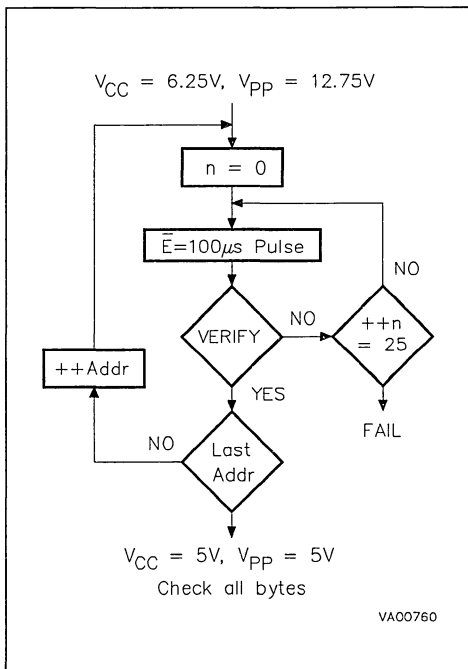 VCC = 6.25V, VPP = 12.75V
n = 0
E̅=100μs Pulse
NO
VERIFY
NO
++n
= 25
++Addr
YES
FAIL
NO
Last
Addr
VCC = 5V, VPP = 5V
Check all bytes
VA00760